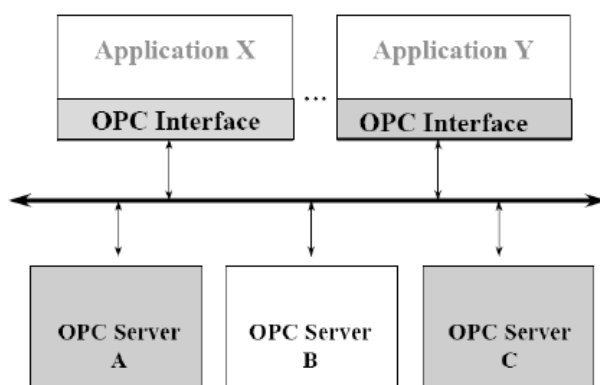 Application X
Application Y
OPC Interface
...
OPC Interface
OPC Server
A
OPC Server
B
OPC Server
C